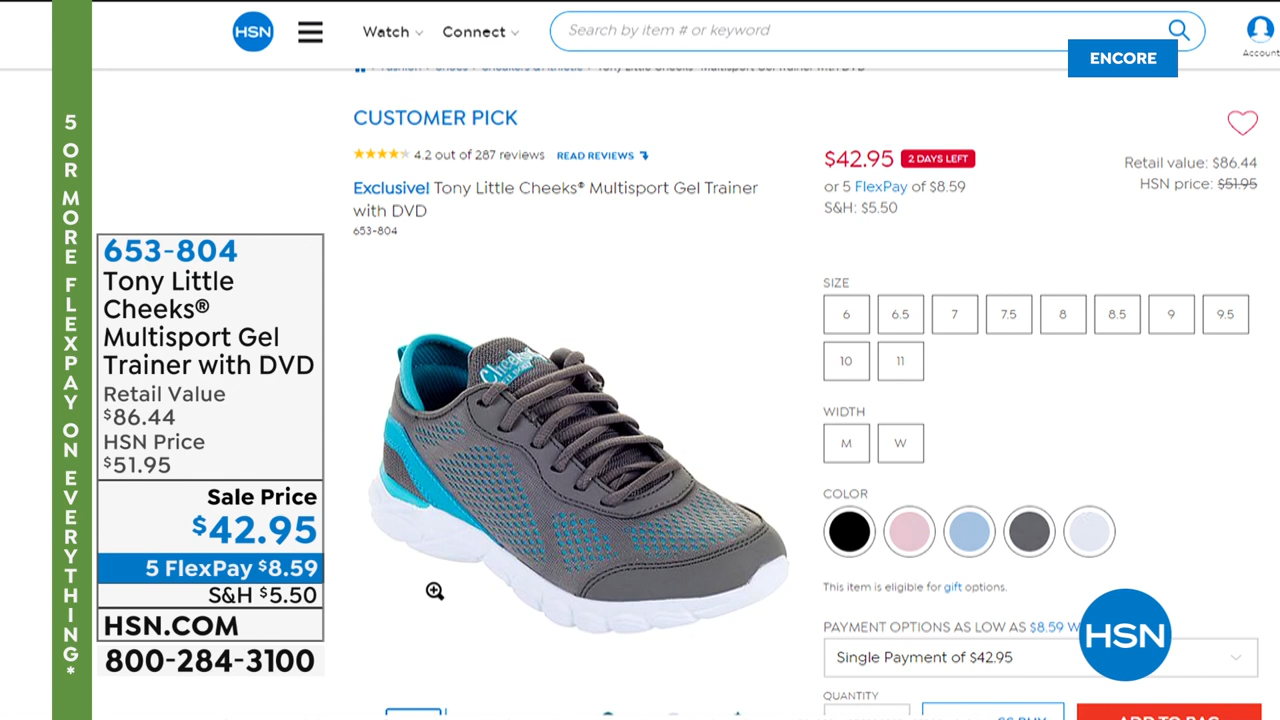 5 OR MORE FLEXPAY ON EVERYTHING*
HSN
Watch
Connect
Search by item # or keyword
Account
ENCORE
CUSTOMER PICK
4.2 out of 287 reviews READ REVIEWS
Exclusive! Tony Little Cheeks® Multisport Gel Trainer
with DVD
653-804
$42.95 2 DAYS LEFT
or 5 FlexPay of $8.59
S&H: $5.50
Retail value: $86.44
HSN price: $51.95
653-804
Tony Little
Cheeks®
Multisport Gel
Trainer with DVD
Retail Value
$86.44
HSN Price
$51.95
Sale Price
$42.95
5 FlexPay $8.59
S&H $5.50
HSN.COM
800-284-3100
Cheeks
SIZE
6 6.5 7 7.5 8 8.5 9 9.5
10 11
WIDTH
M W
COLOR
This item is eligible for gift options.
PAYMENT OPTIONS AS LOW AS $8.59 W
HSN
Single Payment of $42.95
QUANTITY
ADD TO BAG